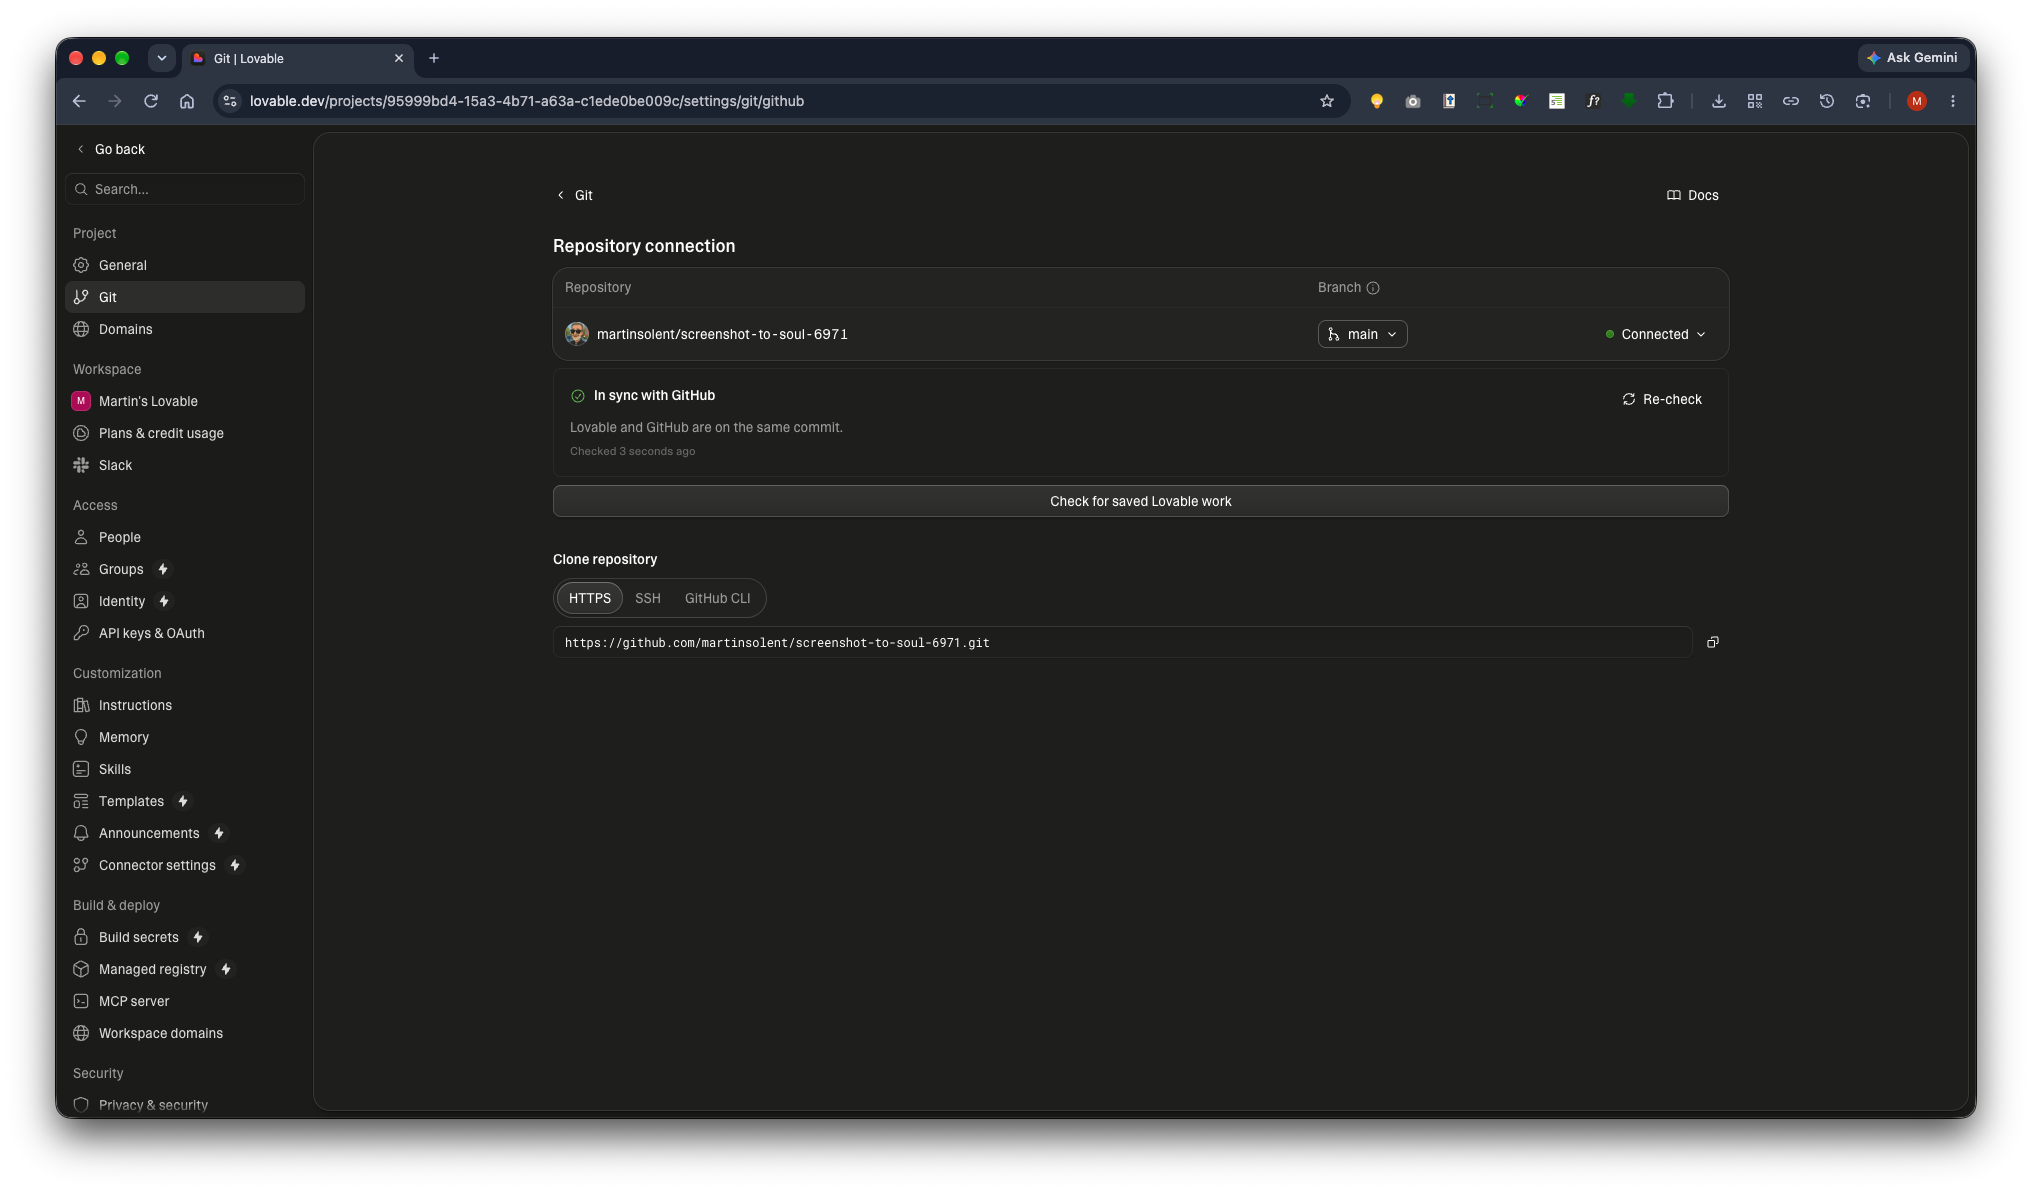 Git | Lovable
Ask Gemini
lovable.dev/projects/95999bd4-15a3-4b71-a63a-c1ede0be009c/settings/git/github
f?
M
Go back
Search...
Project
General
Git
Domains
Workspace
M Martin's Lovable
Plans & credit usage
Slack
Access
People
Groups
Identity
API keys & OAuth
Customization
Instructions
Memory
Skills
Templates
Announcements
Connector settings
Build & deploy
Build secrets
Managed registry
MCP server
Workspace domains
Security
Privacy & security
Git
Docs
Repository connection
Repository Branch
martinsolent/screenshot-to-soul-6971 main Connected
In sync with GitHub
Re-check
Lovable and GitHub are on the same commit.
Checked 3 seconds ago
Check for saved Lovable work
Clone repository
HTTPS SSH GitHub CLI
https://github.com/martinsolent/screenshot-to-soul-6971.git